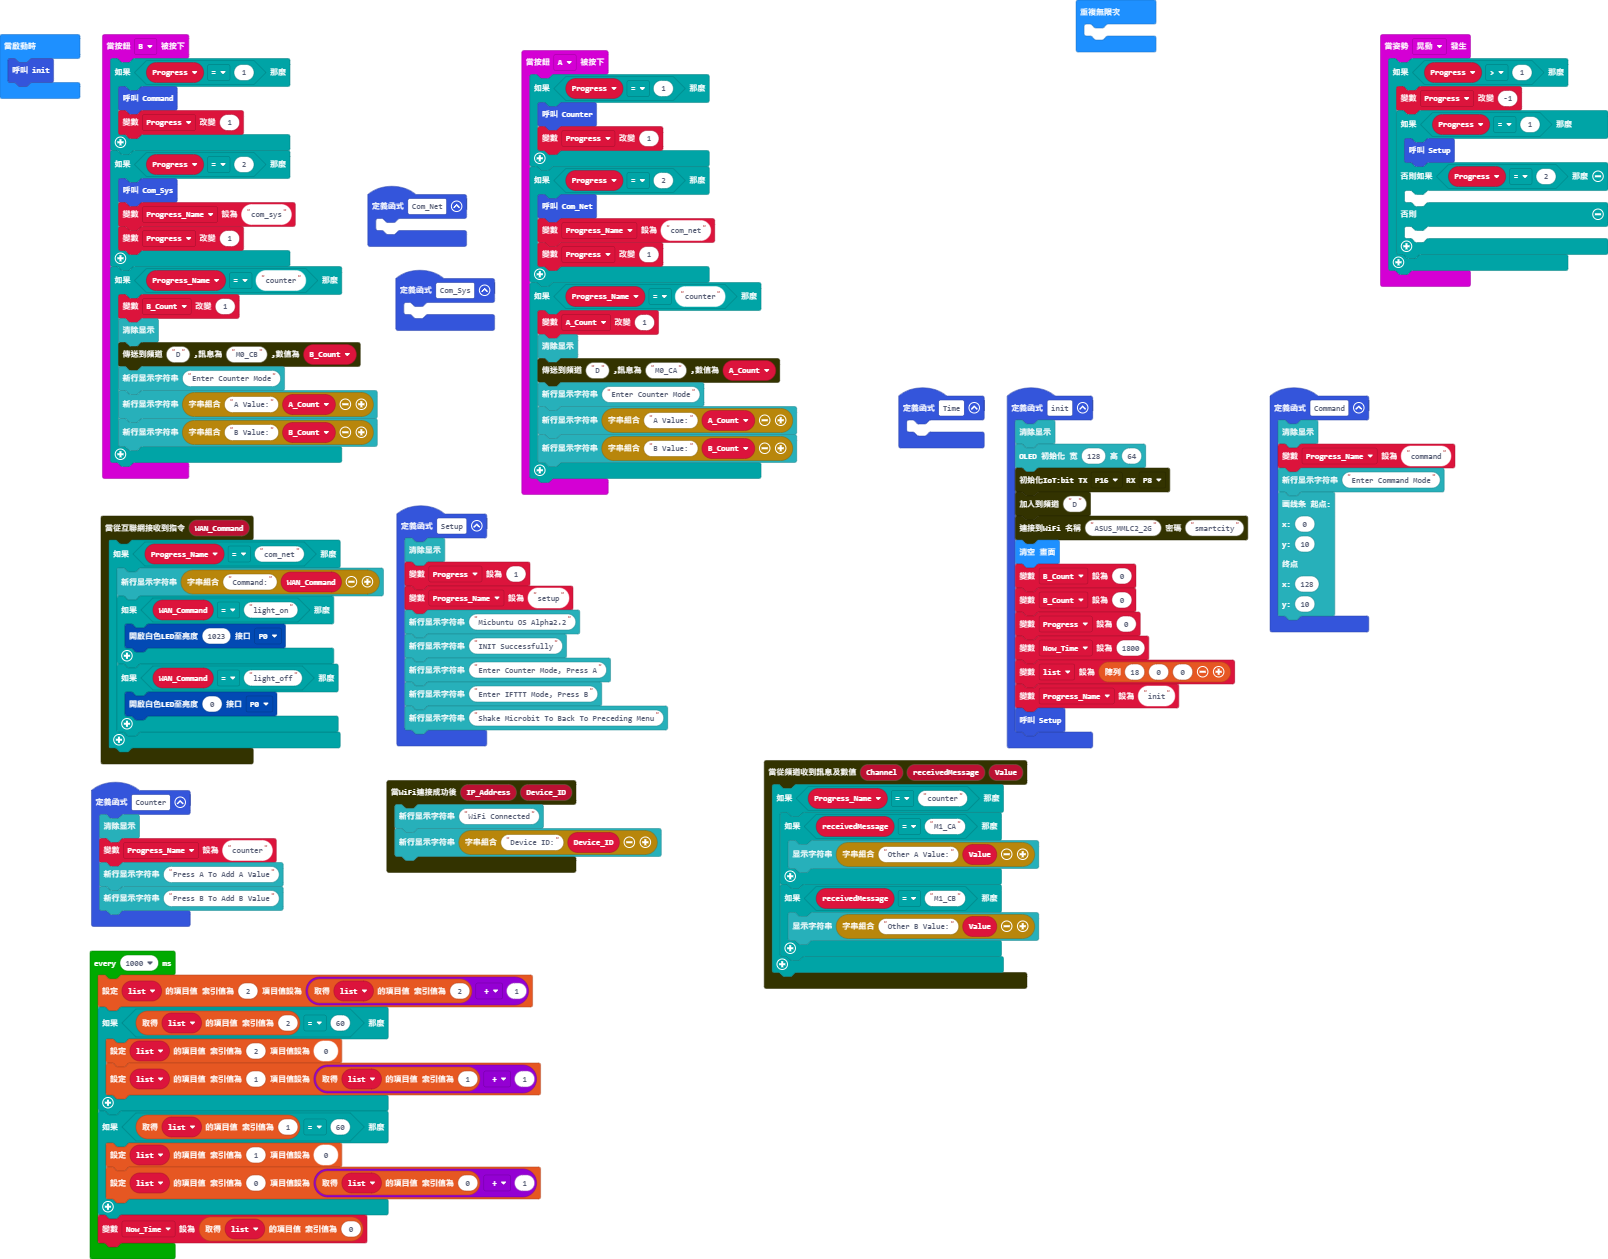 當啟動時
呼叫 init
當按鈕 B 被按下
如果 Progress = 1 那麼
呼叫 Command
變數 Progress 改變 1
如果 Progress = 2 那麼
呼叫 Com_Sys
變數 Progress_Name 設為 "com_sys"
變數 Progress 改變 1
如果 Progress_Name = "counter" 那麼
變數 B_Count 改變 1
清除显示
傳送到頻道 "D" ,訊息為 "M0_CB" ,數值為 B_Count
新行显示字符串 "Enter Counter Mode"
新行显示字符串 字串組合 "A Value:" A_Count
新行显示字符串 字串組合 "B Value:" B_Count
定義函式 Com_Net
定義函式 Com_Sys
當按鈕 A 被按下
如果 Progress = 1 那麼
呼叫 Counter
變數 Progress 改變 1
如果 Progress = 2 那麼
呼叫 Com_Net
變數 Progress_Name 設為 "com_net"
變數 Progress 改變 1
如果 Progress_Name = "counter" 那麼
變數 A_Count 改變 1
清除显示
傳送到頻道 "D" ,訊息為 "M0_CA" ,數值為 A_Count
新行显示字符串 "Enter Counter Mode"
新行显示字符串 字串組合 "A Value:" A_Count
新行显示字符串 字串組合 "B Value:" B_Count
重複無限次
當姿勢 晃動 發生
如果 Progress > 1 那麼
變數 Progress 改變 -1
如果 Progress = 1 那麼
呼叫 Setup
否則如果 Progress = 2 那麼
否則
定義函式 Time
定義函式 init
清除显示
OLED 初始化 宽 128 高 64
初始化IoT:bit TX P16 RX P8
加入到頻道 "D"
連接到WiFi 名稱 "ASUS_MMLC2_2G" 密碼 "smartcity"
清空 畫面
變數 B_Count 設為 0
變數 B_Count 設為 0
變數 Progress 設為 0
變數 Now_Time 設為 1800
變數 list 設為 陣列 18 0 0
變數 Progress_Name 設為 "init"
呼叫 Setup
定義函式 Command
清除显示
變數 Progress_Name 設為 "command"
新行显示字符串 "Enter Command Mode"
画线条 起点:
x: 0
y: 10
终点
x: 128
y: 10
當從互聯網接收到指令 WAN_Command
如果 Progress_Name = "com_net" 那麼
新行显示字符串 字串組合 "Command:" WAN_Command
如果 WAN_Command = "light_on" 那麼
開啟白色LED至亮度 1023 接口 P0
如果 WAN_Command = "light_off" 那麼
開啟白色LED至亮度 0 接口 P0
定義函式 Setup
清除显示
變數 Progress 設為 1
變數 Progress_Name 設為 "setup"
新行显示字符串 "Micbuntu OS Alpha2.2"
新行显示字符串 "INIT Successfully"
新行显示字符串 "Enter Counter Mode, Press A"
新行显示字符串 "Enter IFTTT Mode, Press B"
新行显示字符串 "Shake Microbit To Back To Preceding Menu"
定義函式 Counter
清除显示
變數 Progress_Name 設為 "counter"
新行显示字符串 "Press A To Add A Value"
新行显示字符串 "Press B To Add B Value"
當WiFi連接成功後 IP_Address Device_ID
新行显示字符串 "WiFi Connected"
新行显示字符串 字串組合 "Device ID:" Device_ID
當從頻道收到訊息及數值 Channel receivedMessage Value
如果 Progress_Name = "counter" 那麼
如果 receivedMessage = "M1_CA" 那麼
显示字符串 字串組合 "Other A Value:" Value
如果 receivedMessage = "M1_CB" 那麼
显示字符串 字串組合 "Other B Value:" Value
every 1000 ms
設定 list 的項目值 索引值為 2 項目值設為 取得 list 的項目值 索引值為 2 + 1
如果 取得 list 的項目值 索引值為 2 = 60 那麼
設定 list 的項目值 索引值為 2 項目值設為 0
設定 list 的項目值 索引值為 1 項目值設為 取得 list 的項目值 索引值為 1 + 1
如果 取得 list 的項目值 索引值為 1 = 60 那麼
設定 list 的項目值 索引值為 1 項目值設為 0
設定 list 的項目值 索引值為 0 項目值設為 取得 list 的項目值 索引值為 0 + 1
變數 Now_Time 設為 取得 list 的項目值 索引值為 0